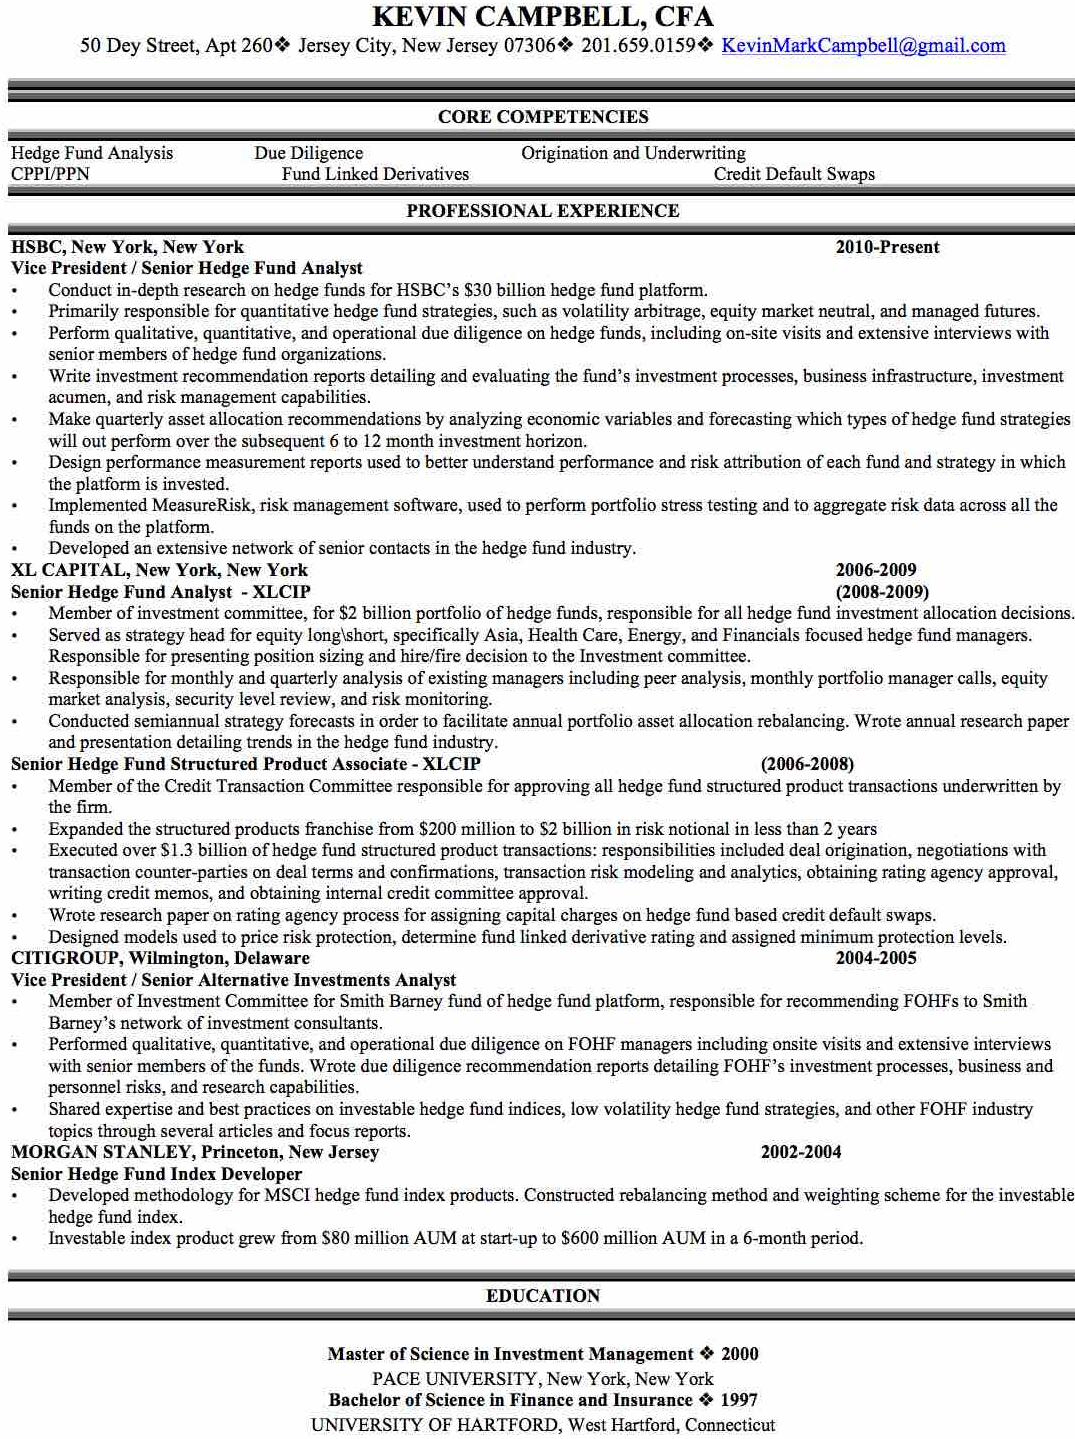 KEVIN CAMPBELL, CFA
50 Dey Street, Apt 260❖ Jersey City, New Jersey 07306❖ 201.659.0159❖ KevinMarkCampbell@gmail.com
CORE COMPETENCIES
Hedge Fund Analysis Due Diligence Origination and Underwriting
CPPI/PPN Fund Linked Derivatives Credit Default Swaps
PROFESSIONAL EXPERIENCE
HSBC, New York, New York 2010-Present
Vice President / Senior Hedge Fund Analyst
• Conduct in-depth research on hedge funds for HSBC's $30 billion hedge fund platform.
• Primarily responsible for quantitative hedge fund strategies, such as volatility arbitrage, equity market neutral, and managed futures.
• Perform qualitative, quantitative, and operational due diligence on hedge funds, including on-site visits and extensive interviews with
senior members of hedge fund organizations.
• Write investment recommendation reports detailing and evaluating the fund's investment processes, business infrastructure, investment
acumen, and risk management capabilities.
• Make quarterly asset allocation recommendations by analyzing economic variables and forecasting which types of hedge fund strategies
will out perform over the subsequent 6 to 12 month investment horizon.
• Design performance measurement reports used to better understand performance and risk attribution of each fund and strategy in which
the platform is invested.
• Implemented MeasureRisk, risk management software, used to perform portfolio stress testing and to aggregate risk data across all the
funds on the platform.
• Developed an extensive network of senior contacts in the hedge fund industry.
XL CAPITAL, New York, New York 2006-2009
Senior Hedge Fund Analyst - XLCIP (2008-2009)
• Member of investment committee, for $2 billion portfolio of hedge funds, responsible for all hedge fund investment allocation decisions.
• Served as strategy head for equity long\short, specifically Asia, Health Care, Energy, and Financials focused hedge fund managers.
Responsible for presenting position sizing and hire/fire decision to the Investment committee.
• Responsible for monthly and quarterly analysis of existing managers including peer analysis, monthly portfolio manager calls, equity
market analysis, security level review, and risk monitoring.
• Conducted semiannual strategy forecasts in order to facilitate annual portfolio asset allocation rebalancing. Wrote annual research paper
and presentation detailing trends in the hedge fund industry.
Senior Hedge Fund Structured Product Associate - XLCIP (2006-2008)
• Member of the Credit Transaction Committee responsible for approving all hedge fund structured product transactions underwritten by
the firm.
• Expanded the structured products franchise from $200 million to $2 billion in risk notional in less than 2 years
• Executed over $1.3 billion of hedge fund structured product transactions: responsibilities included deal origination, negotiations with
transaction counter-parties on deal terms and confirmations, transaction risk modeling and analytics, obtaining rating agency approval,
writing credit memos, and obtaining internal credit committee approval.
• Wrote research paper on rating agency process for assigning capital charges on hedge fund based credit default swaps.
• Designed models used to price risk protection, determine fund linked derivative rating and assigned minimum protection levels.
CITIGROUP, Wilmington, Delaware 2004-2005
Vice President / Senior Alternative Investments Analyst
• Member of Investment Committee for Smith Barney fund of hedge fund platform, responsible for recommending FOHFs to Smith
Barney's network of investment consultants.
• Performed qualitative, quantitative, and operational due diligence on FOHF managers including onsite visits and extensive interviews
with senior members of the funds. Wrote due diligence recommendation reports detailing FOHF's investment processes, business and
personnel risks, and research capabilities.
• Shared expertise and best practices on investable hedge fund indices, low volatility hedge fund strategies, and other FOHF industry
topics through several articles and focus reports.
MORGAN STANLEY, Princeton, New Jersey 2002-2004
Senior Hedge Fund Index Developer
• Developed methodology for MSCI hedge fund index products. Constructed rebalancing method and weighting scheme for the investable
hedge fund index.
• Investable index product grew from $80 million AUM at start-up to $600 million AUM in a 6-month period.
EDUCATION
Master of Science in Investment Management ❖ 2000
PACE UNIVERSITY, New York, New York
Bachelor of Science in Finance and Insurance ❖ 1997
UNIVERSITY OF HARTFORD, West Hartford, Connecticut